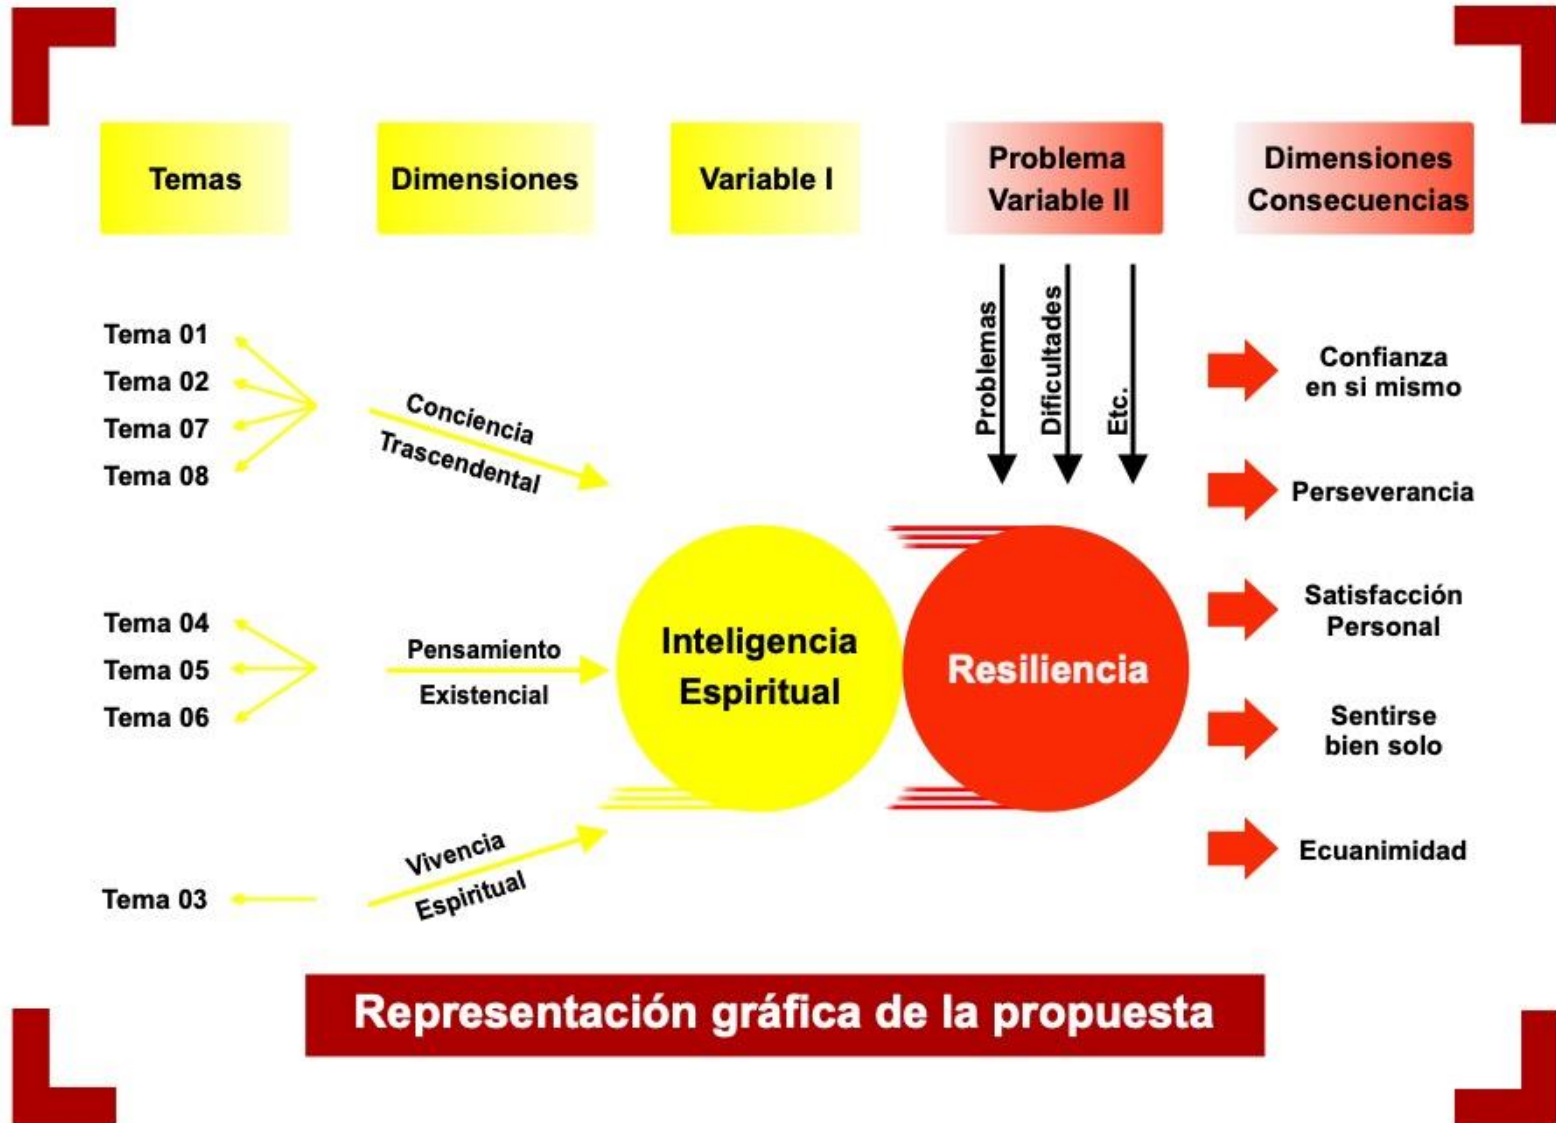 Temas
Dimensiones
Variable I
Problema
Variable II
Dimensiones
Consecuencias
Tema 01
Tema 02
Tema 07
Tema 08
Conciencia
Trascendental
Problemas
Dificultades
Etc.
Confianza
en si mismo
Perseverancia
Tema 04
Tema 05
Tema 06
Pensamiento
Existencial
Inteligencia
Espiritual
Resiliencia
Satisfacción
Personal
Sentirse
bien solo
Tema 03
Vivencia
Espiritual
Ecuanimidad
Representación gráfica de la propuesta